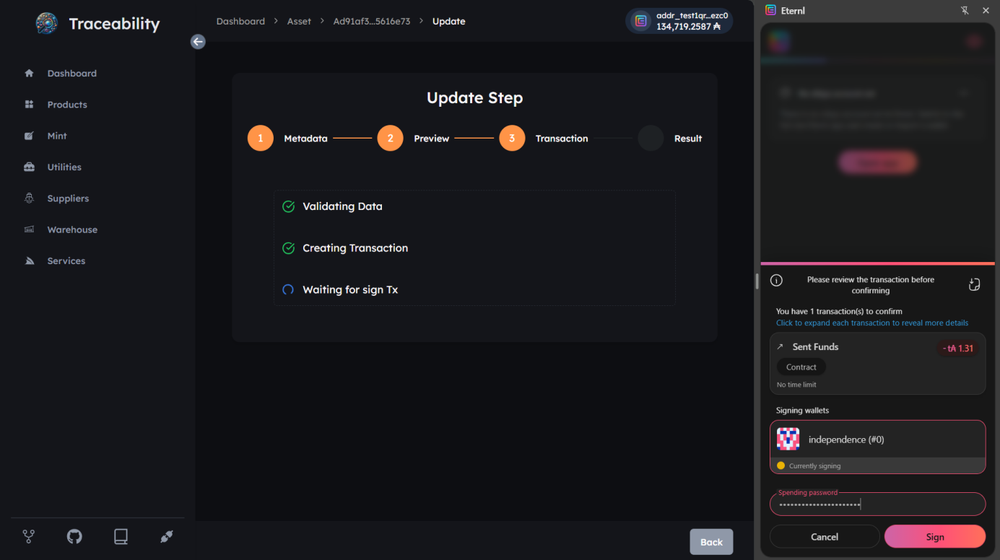 Traceability
Dashboard
Products
Mint
Utilities
Suppliers
Warehouse
Services
Dashboard > Asset > Ad91af3...5616e73 > Update
addr_test1qr...ezc0
134,719.2587 ₳
Update Step
1 Metadata 2 Preview 3 Transaction Result
Validating Data
Creating Transaction
Waiting for sign Tx
Back
Eternl
Please review the transaction before
confirming
You have 1 transaction(s) to confirm
Click to expand each transaction to reveal more details
Sent Funds
- t₳ 1.31
Contract
No time limit
Signing wallets
independence (#0)
Currently signing
Spending password
Cancel
Sign